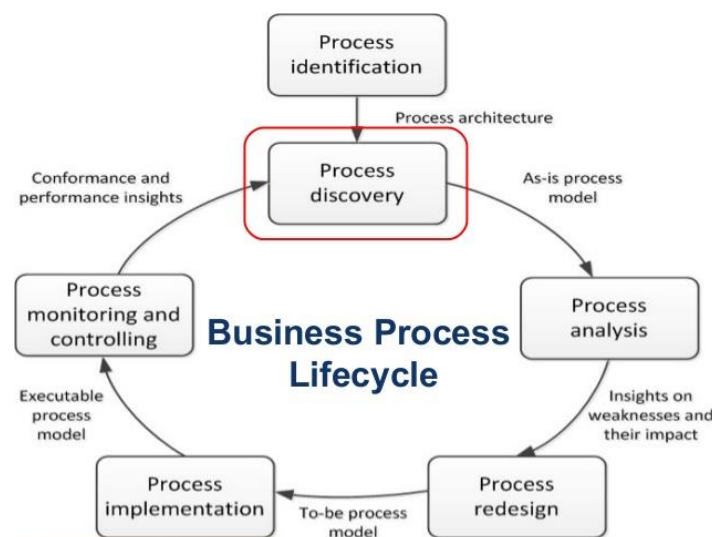 Process
identification
Process architecture
Process
discovery
Conformance and
performance insights
As-is process
model
Process
monitoring and
controlling
Process
analysis
Business Process
Lifecycle
Executable
process
model
Insights on
weaknesses and
their impact
Process
implementation
Process
redesign
To-be process
model